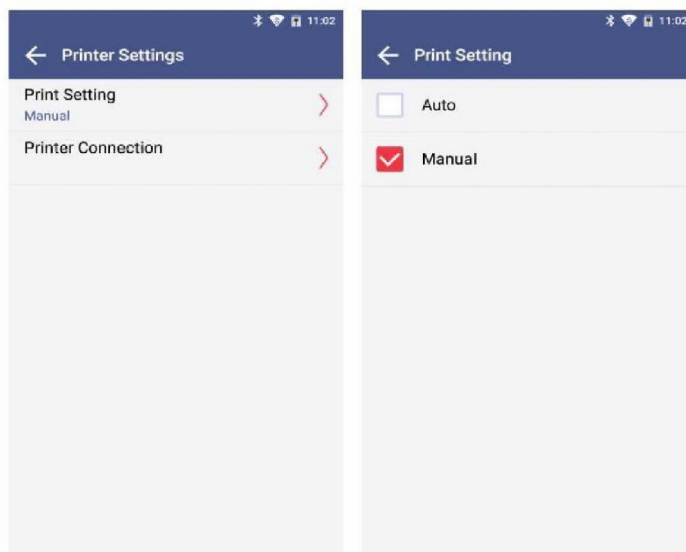 11:02
Printer Settings
Print Setting
Manual
Printer Connection
11:02
Print Setting
Auto
Manual